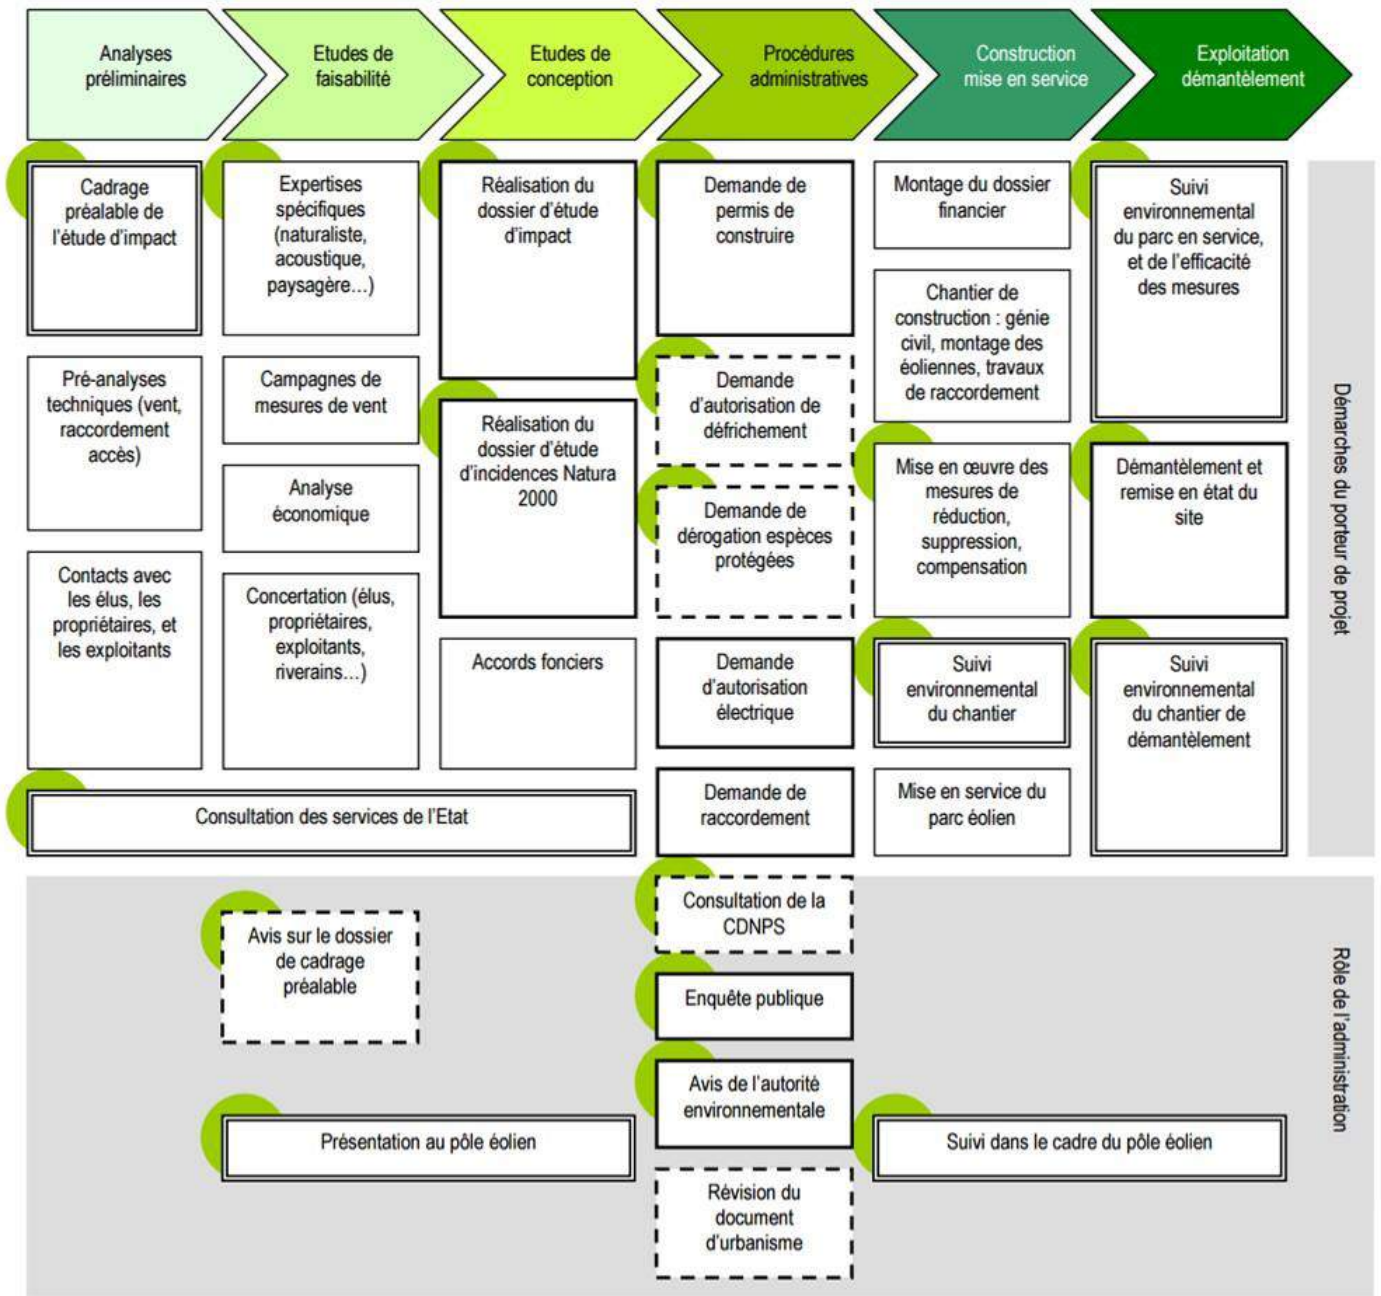 Analyses
préliminaires
Etudes de
faisabilité
Etudes de
conception
Procédures
administratives
Construction
mise en service
Exploitation
démantèlement
Cadrage
préalable de
l'étude d'impact
Pré-analyses
techniques (vent,
raccordement
accès)
Contacts avec
les élus, les
propriétaires, et
les exploitants
Expertises
spécifiques
(naturaliste,
acoustique,
paysagère…)
Campagnes de
mesures de vent
Analyse
économique
Concertation (élus,
propriétaires,
exploitants,
riverains…)
Réalisation du
dossier d'étude
d'impact
Réalisation du
dossier d'étude
d'incidences Natura
2000
Accords fonciers
Consultation des services de l'Etat
Demande de
permis de
construire
Demande
d'autorisation de
défrichement
Demande de
dérogation espèces
protégées
Demande
d'autorisation
électrique
Demande de
raccordement
Montage du dossier
financier
Chantier de
construction : génie
civil, montage des
éoliennes, travaux
de raccordement
Mise en œuvre des
mesures de
réduction,
suppression,
compensation
Suivi
environnemental
du chantier
Mise en service du
parc éolien
Suivi
environnemental
du parc en service,
et de l'efficacité
des mesures
Démantèlement et
remise en état du
site
Suivi
environnemental
du chantier de
démantèlement
Démarches du porteur de projet
Avis sur le dossier
de cadrage
préalable
Présentation au pôle éolien
Consultation de la
CDNPS
Enquête publique
Avis de l'autorité
environnementale
Révision du
document
d'urbanisme
Suivi dans le cadre du pôle éolien
Rôle de l'administration